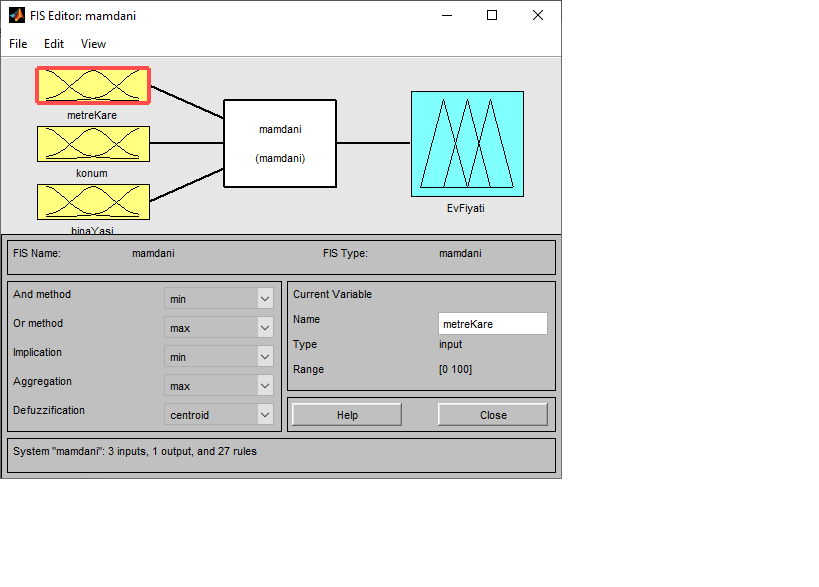 FIS Editor: mamdani
File Edit View
metreKare
konum
binaYasi
mamdani
(mamdani)
EvFiyati
FIS Name: mamdani FIS Type: mamdani
And method min
Or method max
Implication min
Aggregation max
Defuzzification centroid
Current Variable
Name metreKare
Type input
Range [0 100]
Help Close
System "mamdani": 3 inputs, 1 output, and 27 rules